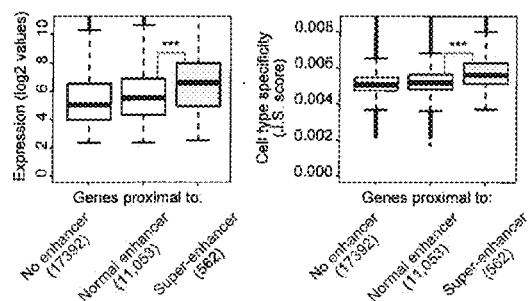 Expression (log2 values)
0 2 4 6 8 10
***
Genes proximal to:
No enhancer
(17392)
Normal enhancer
(11,053)
Super-enhancer
(562)
Cell type specificity
(J.S. score)
0.000 0.002 0.004 0.006 0.008
***
Genes proximal to:
No enhancer
(17392)
Normal enhancer
(11,053)
Super-enhancer
(562)